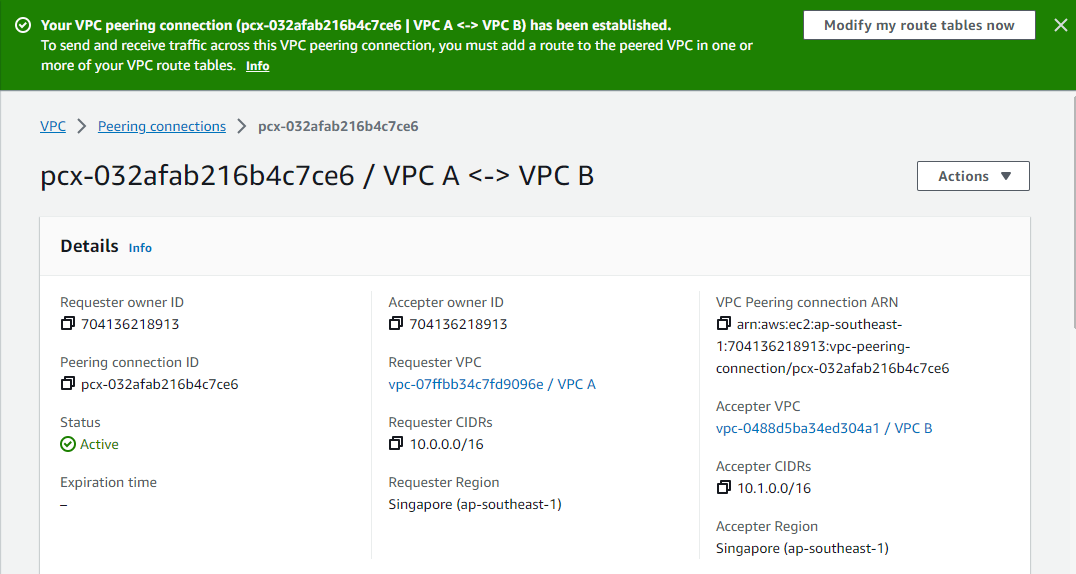 Your VPC peering connection (pcx-032afab216b4c7ce6 | VPC A <-> VPC B) has been established.
To send and receive traffic across this VPC peering connection, you must add a route to the peered VPC in one or
more of your VPC route tables. Info
Modify my route tables now
VPC
Peering connections
pcx-032afab216b4c7ce6
pcx-032afab216b4c7ce6 / VPC A <-> VPC B
Actions
Details Info
Requester owner ID
704136218913
Peering connection ID
pcx-032afab216b4c7ce6
Status
Active
Expiration time
–
Accepter owner ID
704136218913
Requester VPC
vpc-07ffbb34c7fd9096e / VPC A
Requester CIDRs
10.0.0.0/16
Requester Region
Singapore (ap-southeast-1)
VPC Peering connection ARN
arn:aws:ec2:ap-southeast-
1:704136218913:vpc-peering-
connection/pcx-032afab216b4c7ce6
Accepter VPC
vpc-0488d5ba34ed304a1 / VPC B
Accepter CIDRs
10.1.0.0/16
Accepter Region
Singapore (ap-southeast-1)